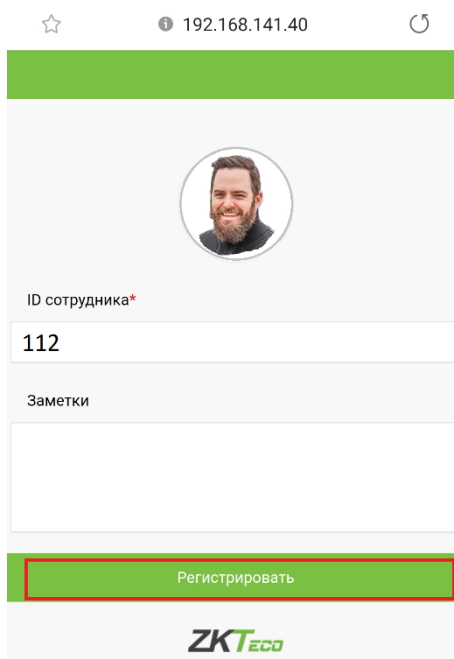 192.168.141.40
ID сотрудника*
112
Заметки
Регистрировать
ZKTeco